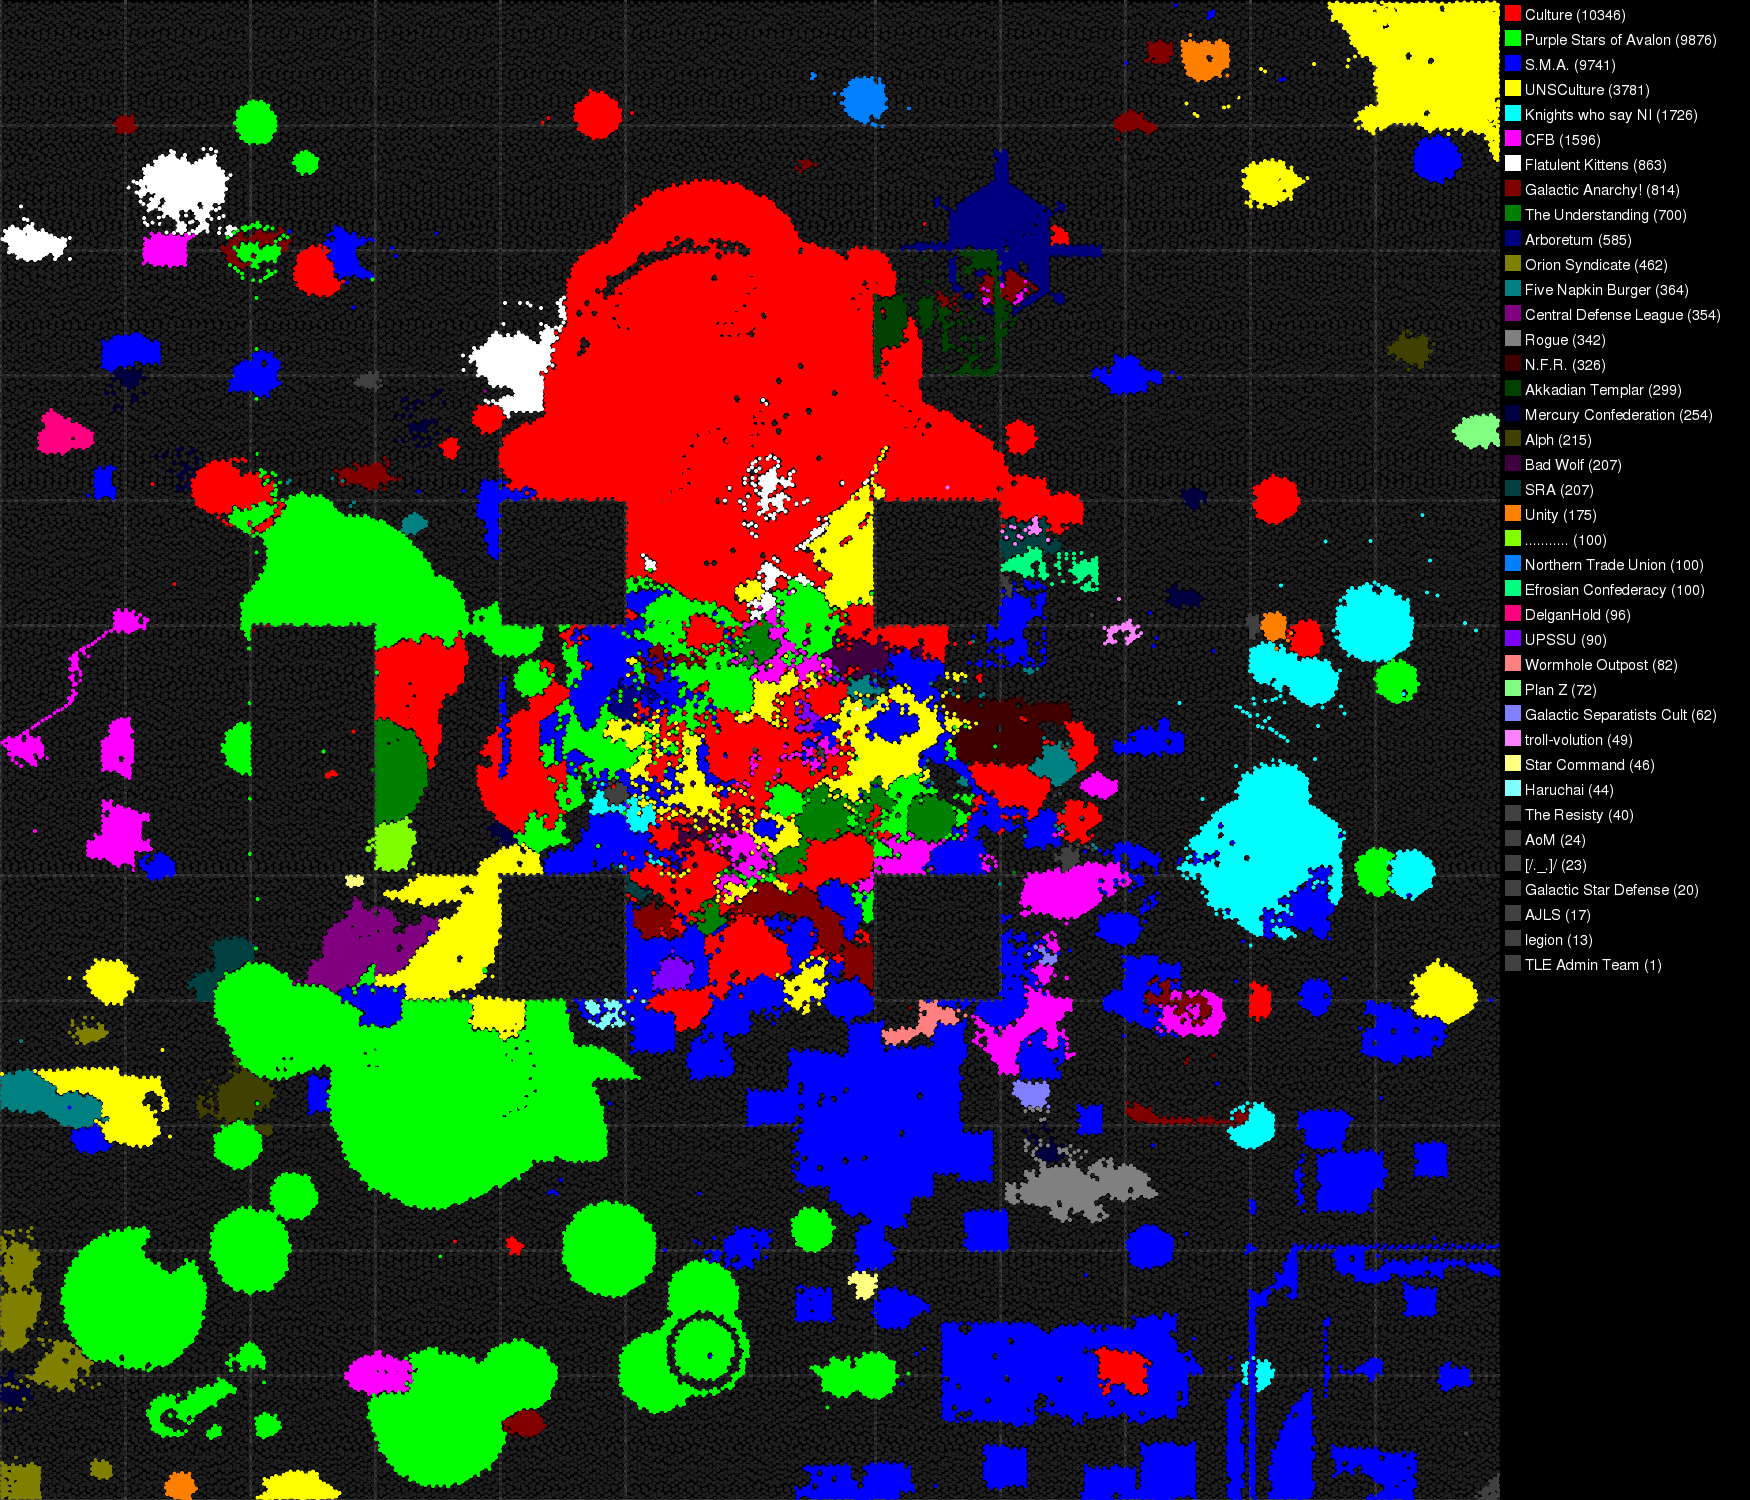 Culture (10346)
Purple Stars of Avalon (9876)
S.M.A. (9741)
UNSCulture (3781)
Knights who say NI (1726)
CFB (1596)
Flatulent Kittens (863)
Galactic Anarchy! (814)
The Understanding (700)
Arboretum (585)
Orion Syndicate (462)
Five Napkin Burger (364)
Central Defense League (354)
Rogue (342)
N.F.R. (326)
Akkadian Templar (299)
Mercury Confederation (254)
Alph (215)
Bad Wolf (207)
SRA (207)
Unity (175)
........... (100)
Northern Trade Union (100)
Efrosian Confederacy (100)
DelganHold (96)
UPSSU (90)
Wormhole Outpost (82)
Plan Z (72)
Galactic Separatists Cult (62)
troll-volution (49)
Star Command (46)
Haruchai (44)
The Resisty (40)
AoM (24)
[/._.]/ (23)
Galactic Star Defense (20)
AJLS (17)
legion (13)
TLE Admin Team (1)